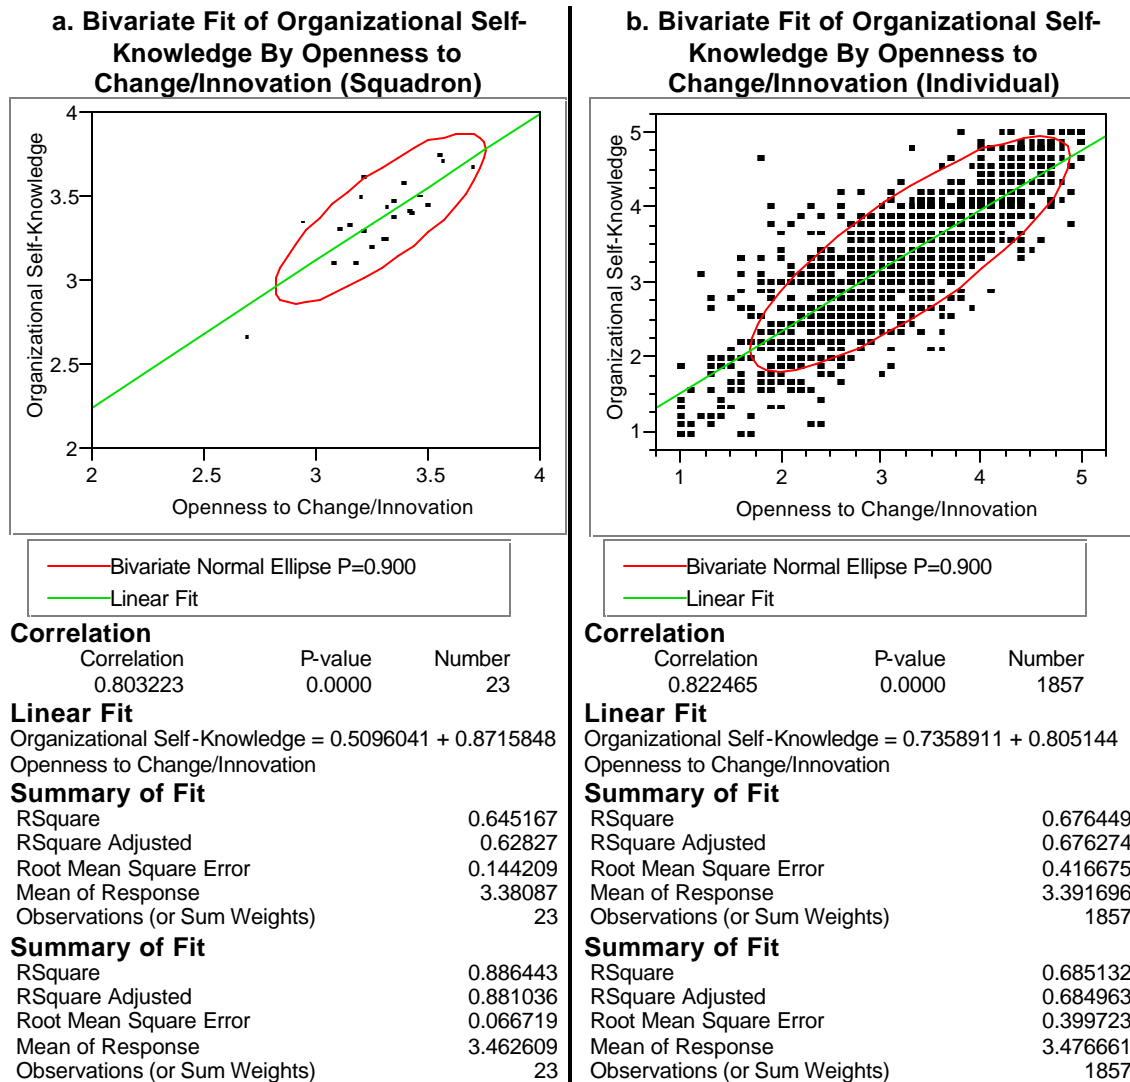 a. Bivariate Fit of Organizational Self-
Knowledge By Openness to
Change/Innovation (Squadron)
4
3.5
3
2.5
2
Organizational Self-Knowledge
2 2.5 3 3.5 4
Openness to Change/Innovation
Bivariate Normal Ellipse P=0.900
Linear Fit
Correlation
Correlation P-value Number
0.803223 0.0000 23
Linear Fit
Organizational Self-Knowledge = 0.5096041 + 0.8715848
Openness to Change/Innovation
Summary of Fit
RSquare 0.645167
RSquare Adjusted 0.62827
Root Mean Square Error 0.144209
Mean of Response 3.38087
Observations (or Sum Weights) 23
Summary of Fit
RSquare 0.886443
RSquare Adjusted 0.881036
Root Mean Square Error 0.066719
Mean of Response 3.462609
Observations (or Sum Weights) 23
b. Bivariate Fit of Organizational Self-
Knowledge By Openness to
Change/Innovation (Individual)
5
4
3
2
1
Organizational Self-Knowledge
1 2 3 4 5
Openness to Change/Innovation
Bivariate Normal Ellipse P=0.900
Linear Fit
Correlation
Correlation P-value Number
0.822465 0.0000 1857
Linear Fit
Organizational Self-Knowledge = 0.7358911 + 0.805144
Openness to Change/Innovation
Summary of Fit
RSquare 0.676449
RSquare Adjusted 0.676274
Root Mean Square Error 0.416675
Mean of Response 3.391696
Observations (or Sum Weights) 1857
Summary of Fit
RSquare 0.685132
RSquare Adjusted 0.684963
Root Mean Square Error 0.399723
Mean of Response 3.476661
Observations (or Sum Weights) 1857